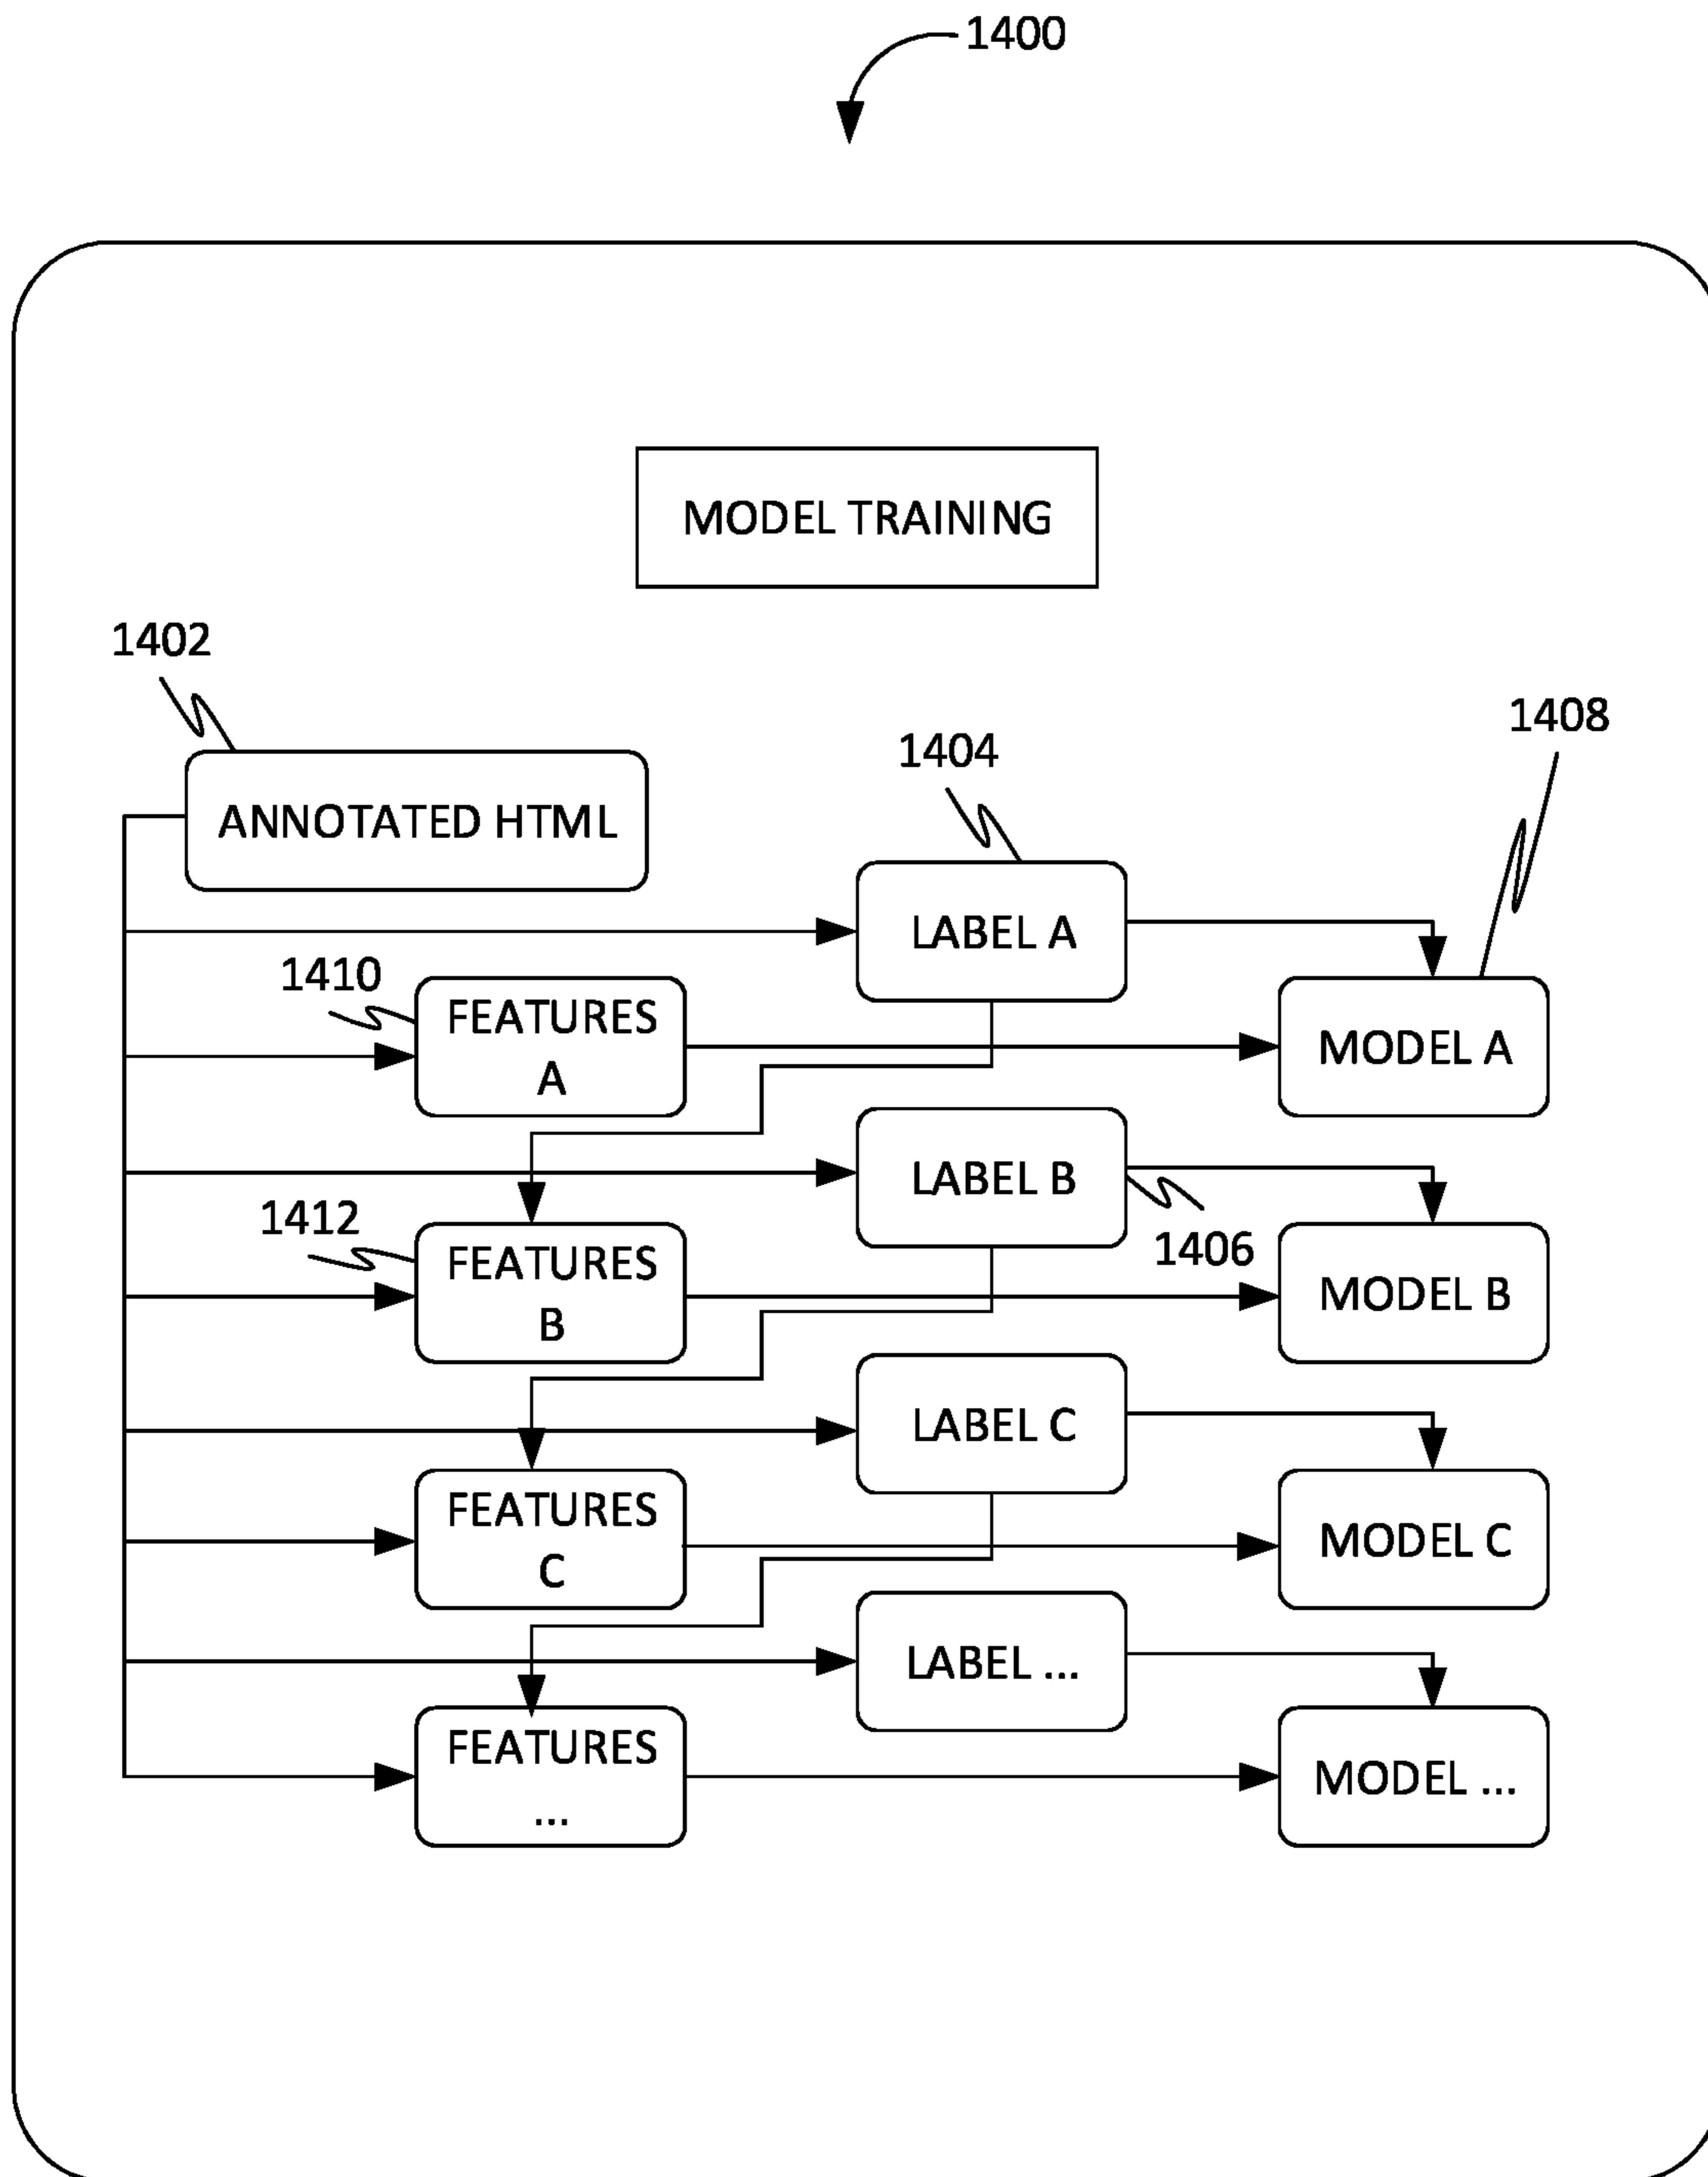 1400
MODEL TRAINING
1402
1408
1404
ANNOTATED HTML
LABEL A
1410
FEATURES
A
MODEL A
LABEL B
1412
1406
FEATURES
B
MODEL B
LABEL C
FEATURES
C
MODEL C
LABEL ...
FEATURES
...
MODEL ...